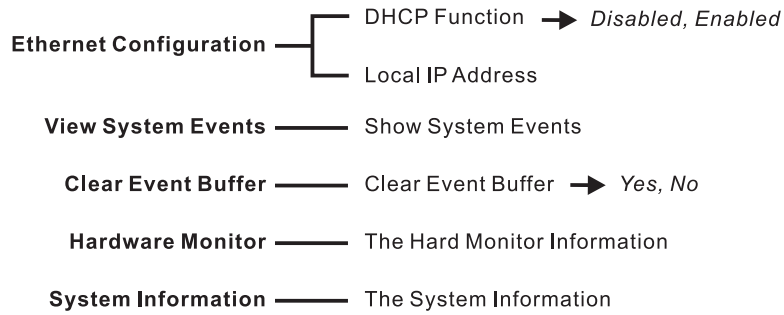 DHCP Function → Disabled, Enabled
Ethernet Configuration
Local IP Address
View System Events Show System Events
Clear Event Buffer Clear Event Buffer → Yes, No
Hardware Monitor The Hard Monitor Information
System Information The System Information